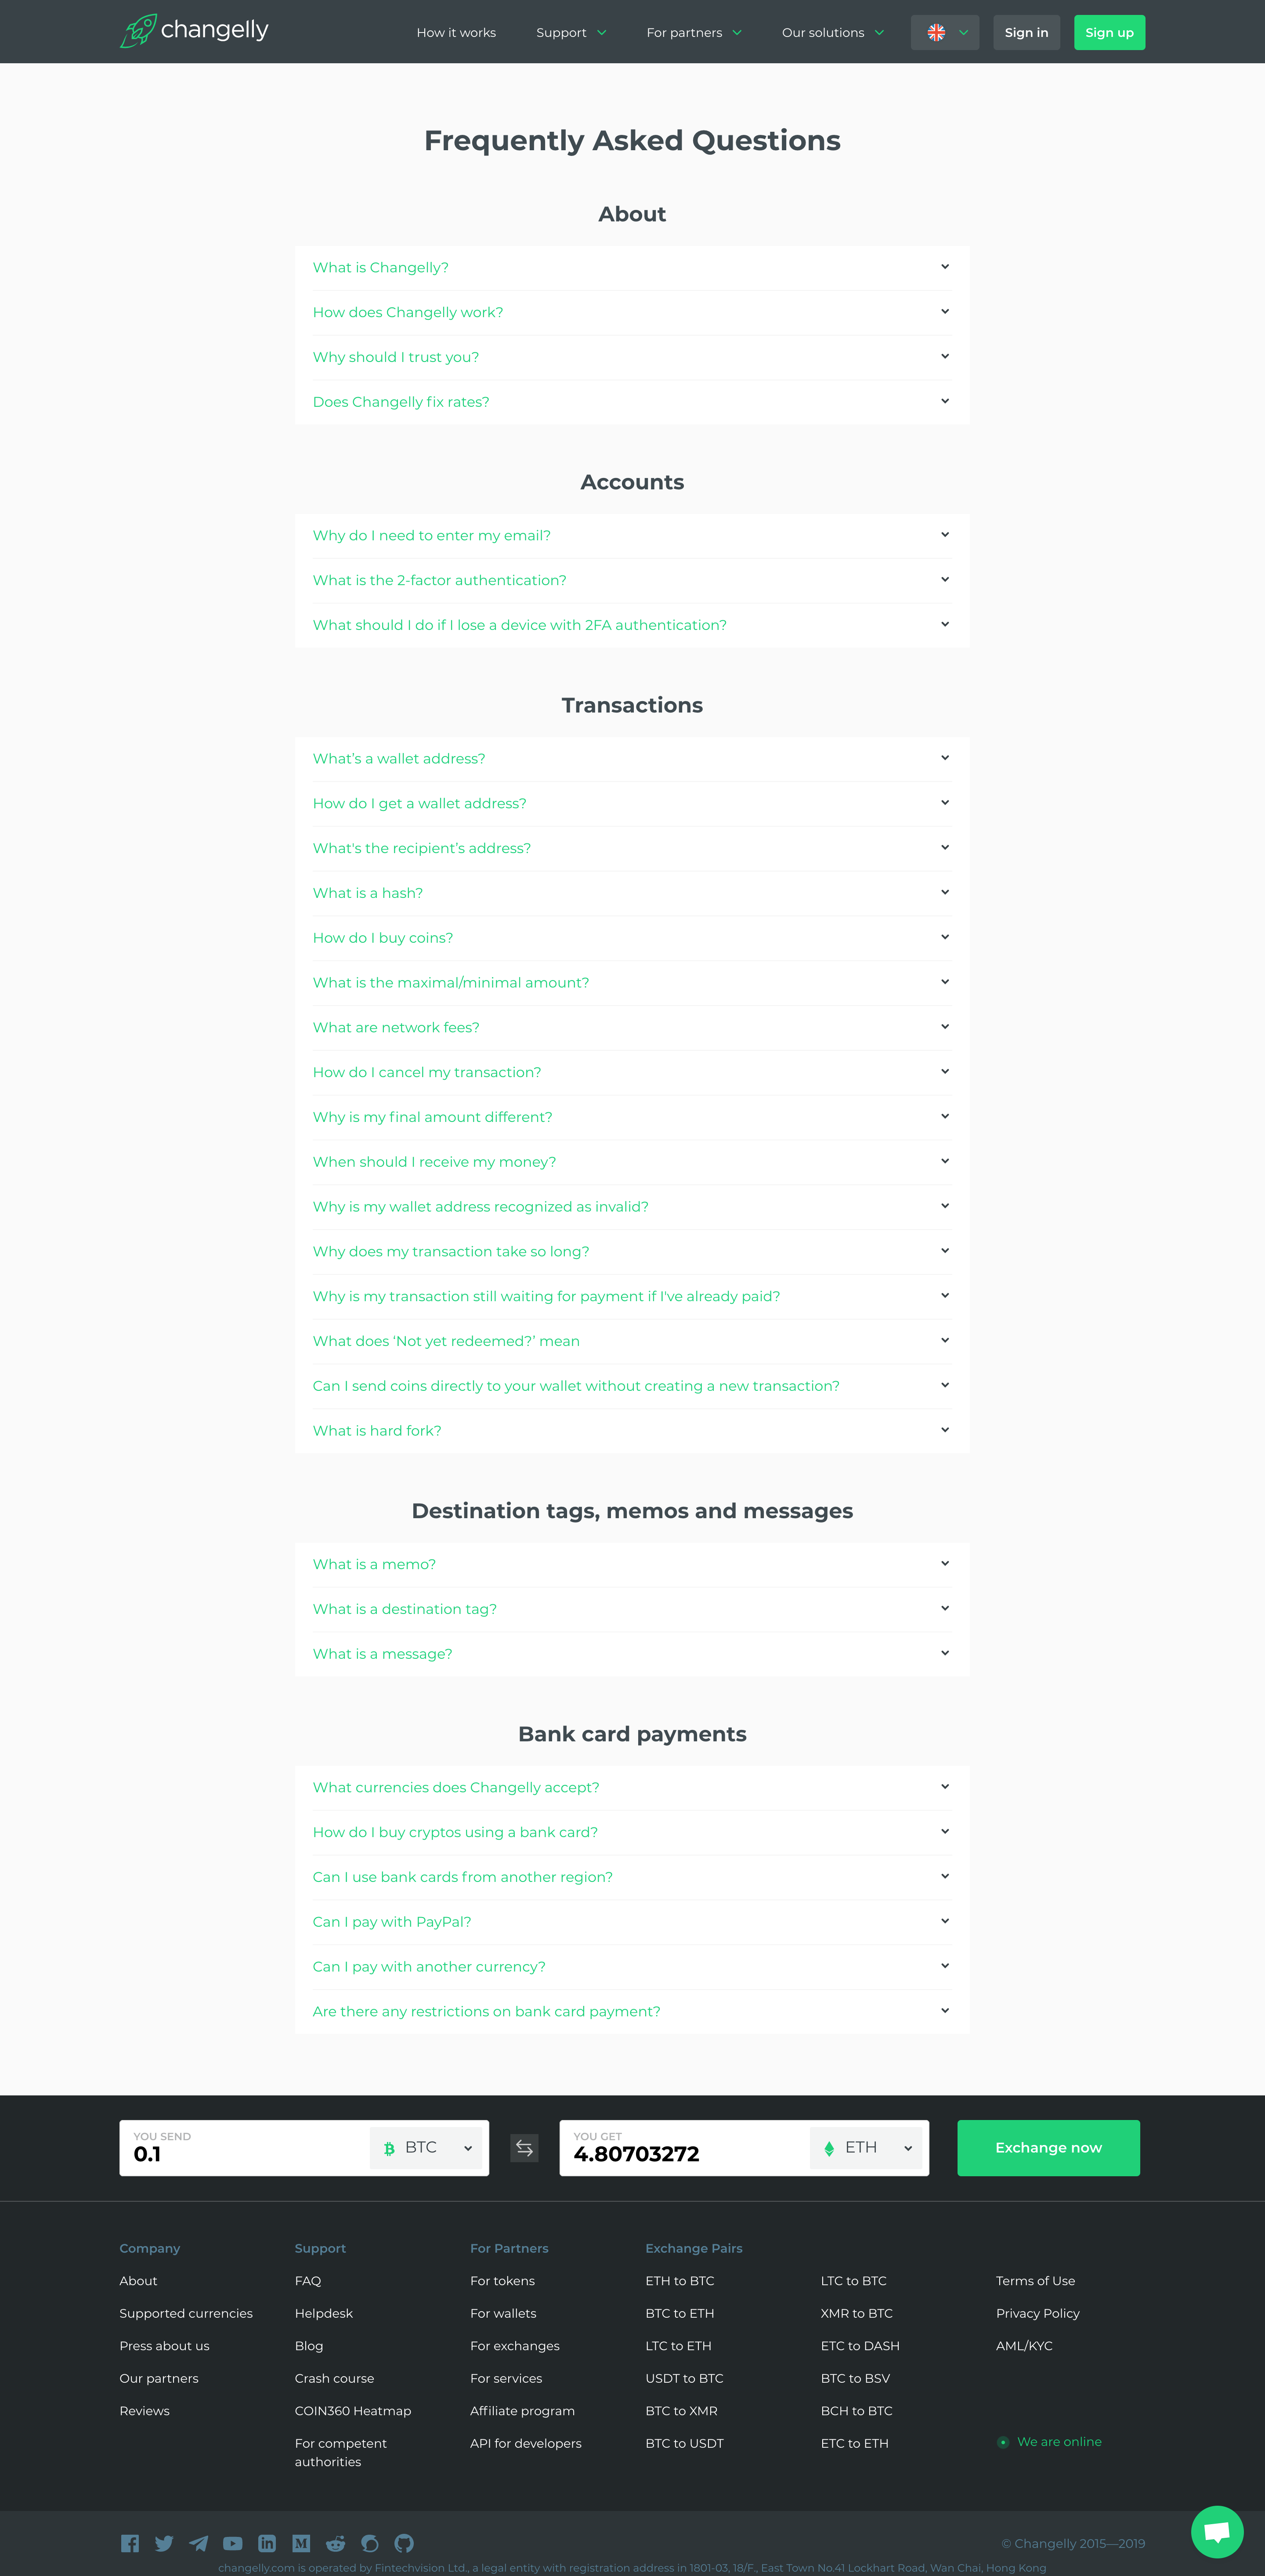 changelly
How it works
Support
For partners
Our solutions
Sign in
Sign up
Frequently Asked Questions
About
What is Changelly?
How does Changelly work?
Why should I trust you?
Does Changelly fix rates?
Accounts
Why do I need to enter my email?
What is the 2-factor authentication?
What should I do if I lose a device with 2FA authentication?
Transactions
What’s a wallet address?
How do I get a wallet address?
What's the recipient’s address?
What is a hash?
How do I buy coins?
What is the maximal/minimal amount?
What are network fees?
How do I cancel my transaction?
Why is my final amount different?
When should I receive my money?
Why is my wallet address recognized as invalid?
Why does my transaction take so long?
Why is my transaction still waiting for payment if I've already paid?
What does ‘Not yet redeemed?’ mean
Can I send coins directly to your wallet without creating a new transaction?
What is hard fork?
Destination tags, memos and messages
What is a memo?
What is a destination tag?
What is a message?
Bank card payments
What currencies does Changelly accept?
How do I buy cryptos using a bank card?
Can I use bank cards from another region?
Can I pay with PayPal?
Can I pay with another currency?
Are there any restrictions on bank card payment?
YOU SEND
0.1
BTC
YOU GET
4.80703272
ETH
Exchange now
Company
About
Supported currencies
Press about us
Our partners
Reviews
Support
FAQ
Helpdesk
Blog
Crash course
COIN360 Heatmap
For competent
authorities
For Partners
For tokens
For wallets
For exchanges
For services
Affiliate program
API for developers
Exchange Pairs
ETH to BTC
BTC to ETH
LTC to ETH
USDT to BTC
BTC to XMR
BTC to USDT
LTC to BTC
XMR to BTC
ETC to DASH
BTC to BSV
BCH to BTC
ETC to ETH
Terms of Use
Privacy Policy
AML/KYC
We are online
© Changelly 2015—2019
changelly.com is operated by Fintechvision Ltd., a legal entity with registration address in 1801-03, 18/F., East Town No.41 Lockhart Road, Wan Chai, Hong Kong